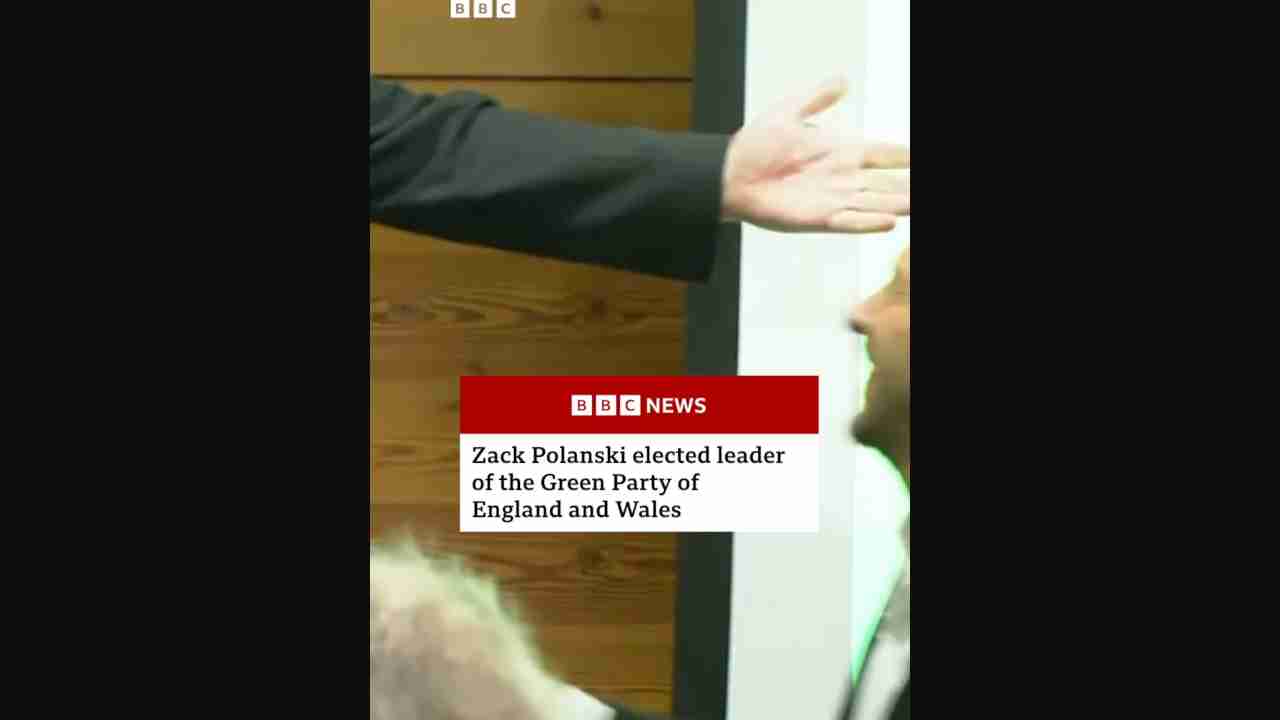 BBC
BBC NEWS
Zack Polanski elected leader
of the Green Party of
England and Wales